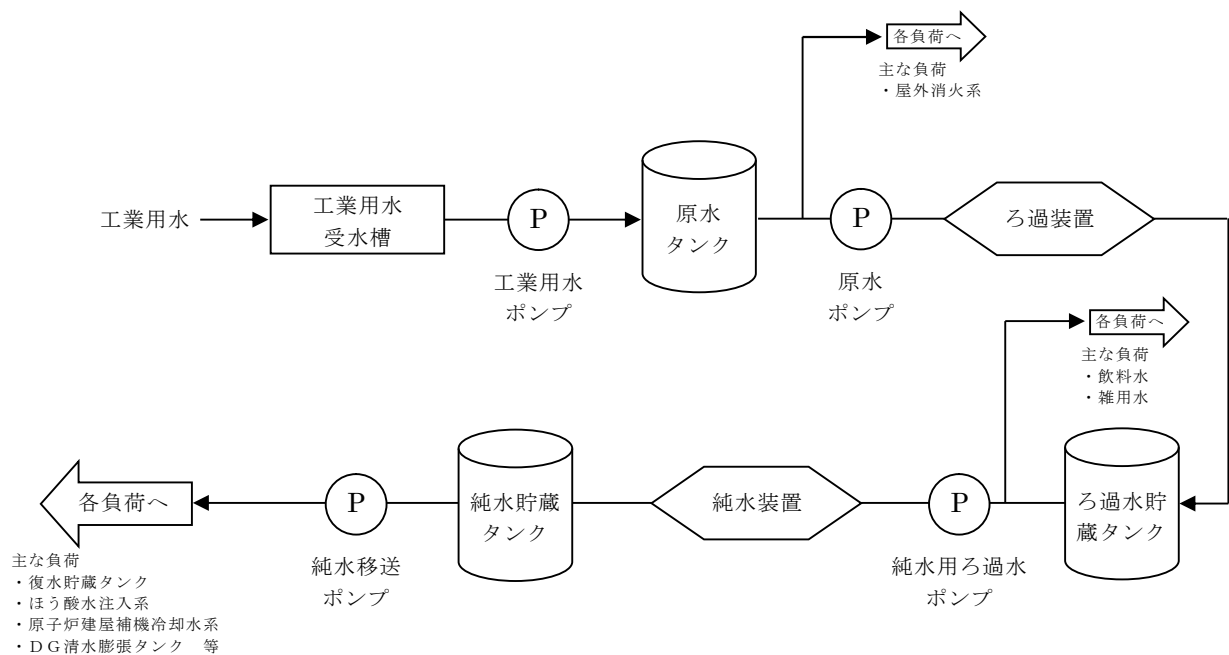 各負荷へ
主な負荷
・屋外消火系
工業用水
工業用水
受水槽
P
工業用水
ポンプ
原水
タンク
P
原水
ポンプ
ろ過装置
各負荷へ
主な負荷
・飲料水
・雑用水
各負荷へ
主な負荷
・復水貯蔵タンク
・ほう酸水注入系
・原子炉建屋補機冷却水系
・DG清水膨張タンク　等
P
純水移送
ポンプ
純水貯蔵
タンク
純水装置
P
純水用ろ過水
ポンプ
ろ過水貯
蔵タンク